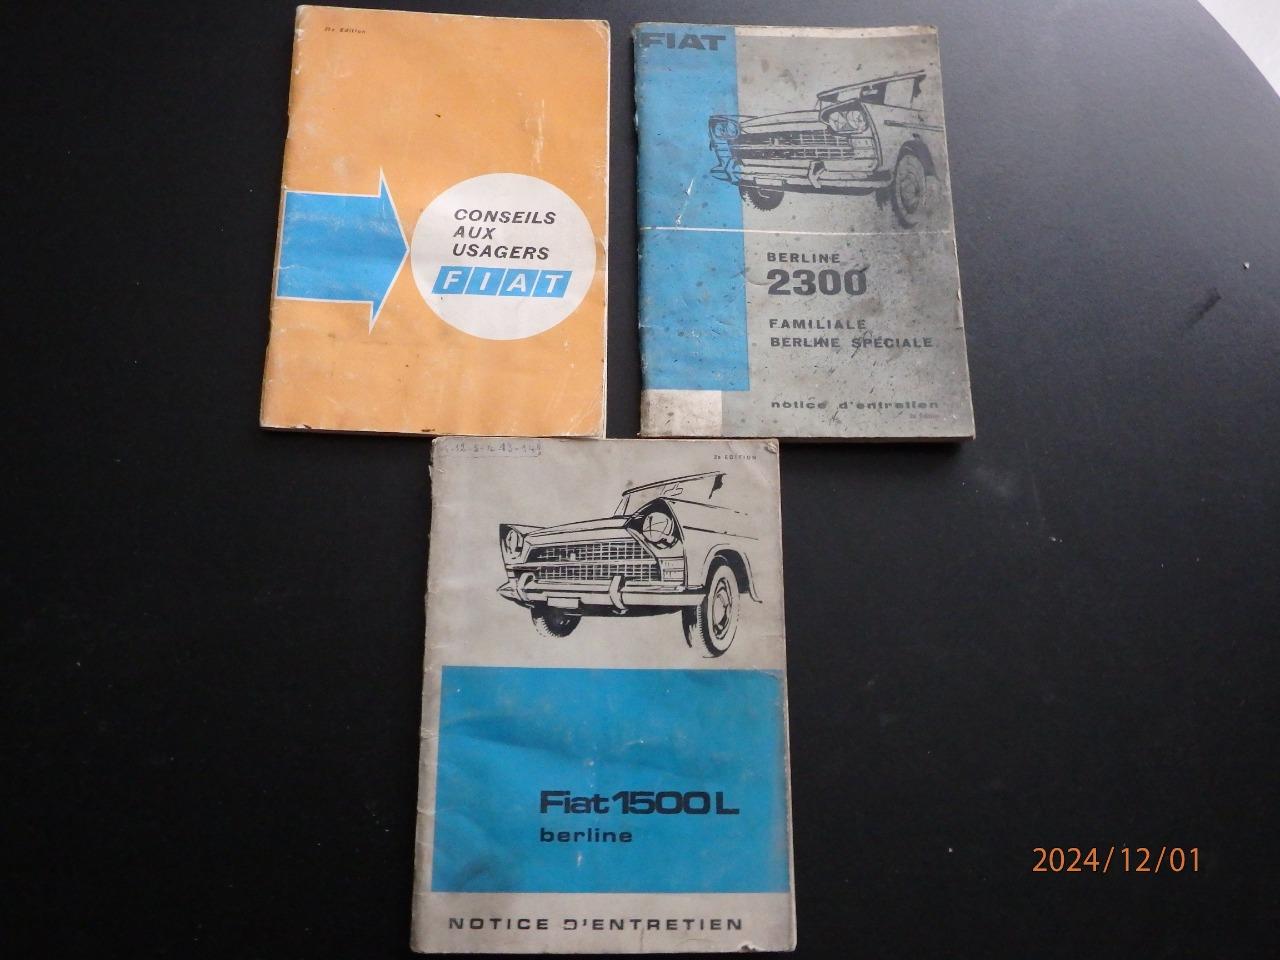 21e Edition
CONSEILS
AUX
USAGERS
FIAT
FIAT
BERLINE
2300
FAMILIALE
BERLINE SPÉCIALE
notice d'entretien
2e EDITION
Fiat 1500 L
berline
NOTICE D'ENTRETIEN
2024/12/01